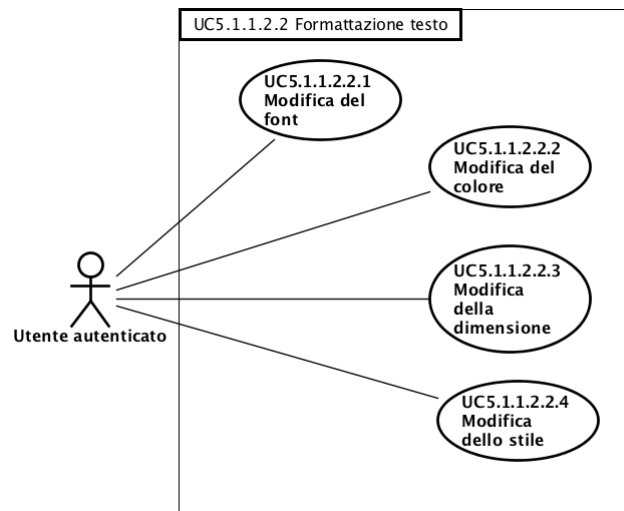 UC5.1.1.2.2 Formattazione testo
UC5.1.1.2.2.1
Modifica del
font
UC5.1.1.2.2.2
Modifica del
colore
UC5.1.1.2.2.3
Modifica
della
dimensione
Utente autenticato
UC5.1.1.2.2.4
Modifica
dello stile